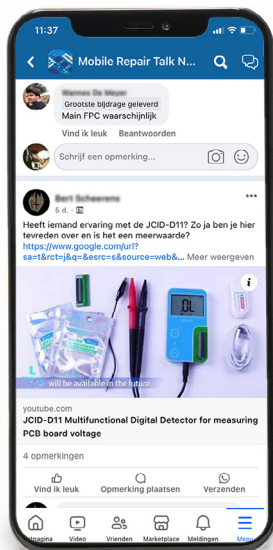 11:37
Mobile Repair Talk N...
Wannes De Meyer
Grootste bijdrage geleverd
Main FPC waarschijnlijk
Vind ik leuk Beantwoorden
Schrijf een opmerking...
Bert Scheerens
5 d. ·
Heeft iemand ervaring met de JCID-D11? Zo ja ben je hier
tevreden over en is het een meerwaarde?
https://www.google.com/url?
sa=t&rct=j&q=&esrc=s&source=web&... Meer weergeven
will be available in the future
youtube.com
JCID-D11 Multifunctional Digital Detector for measuring
PCB board voltage
4 opmerkingen
Vind ik leuk Opmerking plaatsen Verzenden
Video Vrienden Marketplace Meldingen Menu